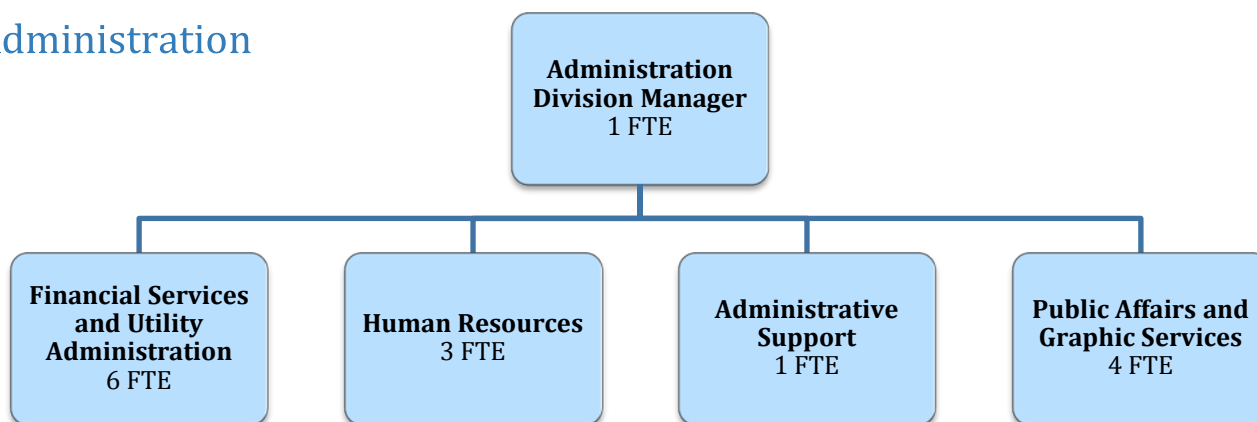 dministration
Administration
Division Manager
1 FTE
Financial Services
and Utility
Administration
6 FTE
Human Resources
3 FTE
Administrative
Support
1 FTE
Public Affairs and
Graphic Services
4 FTE